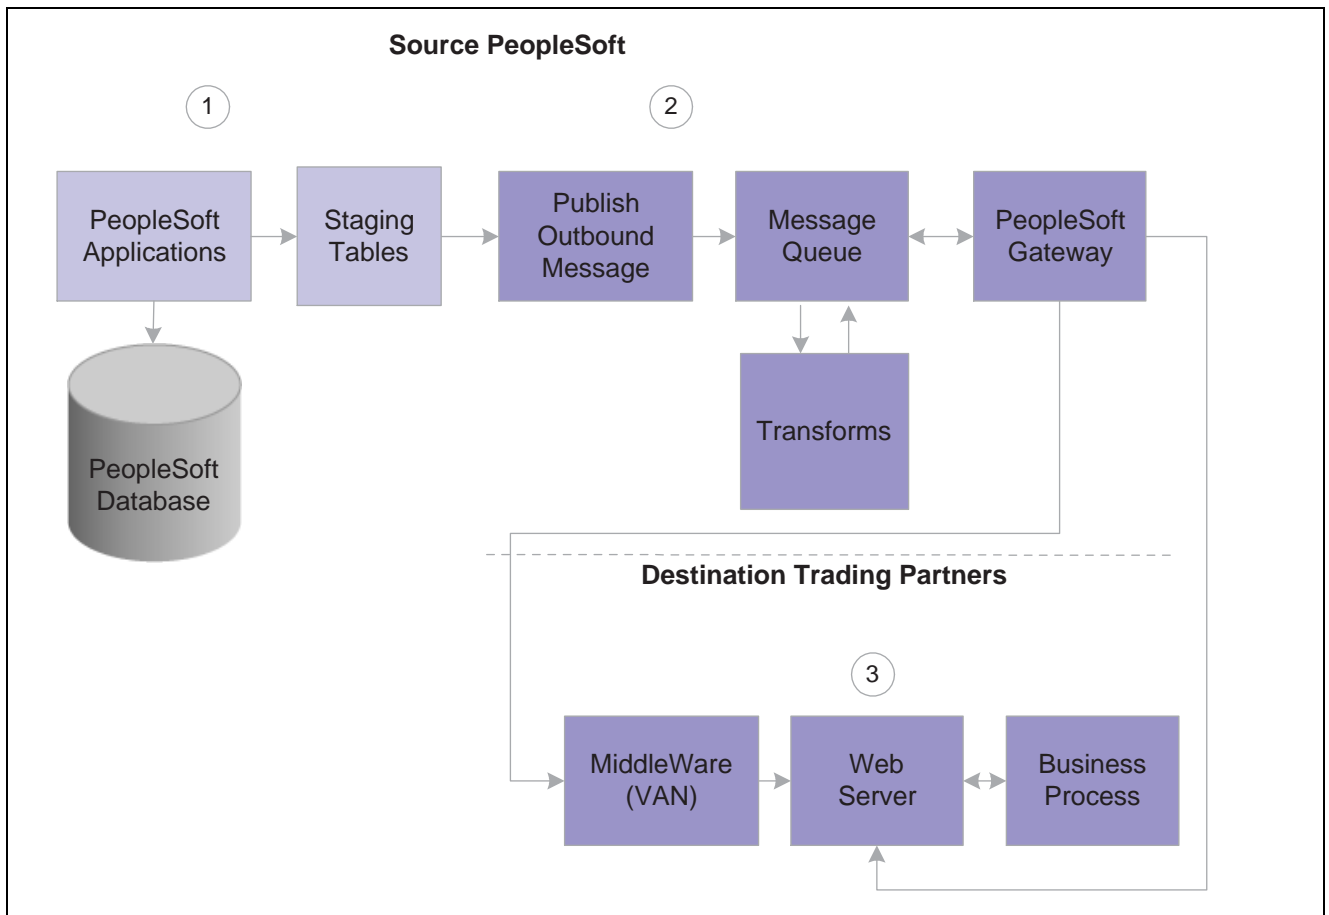 Source PeopleSoft
1
2
PeopleSoft
Applications
Staging
Tables
Publish
Outbound
Message
Message
Queue
PeopleSoft
Gateway
Transforms
PeopleSoft
Database
Destination Trading Partners
3
MiddleWare
(VAN)
Web
Server
Business
Process